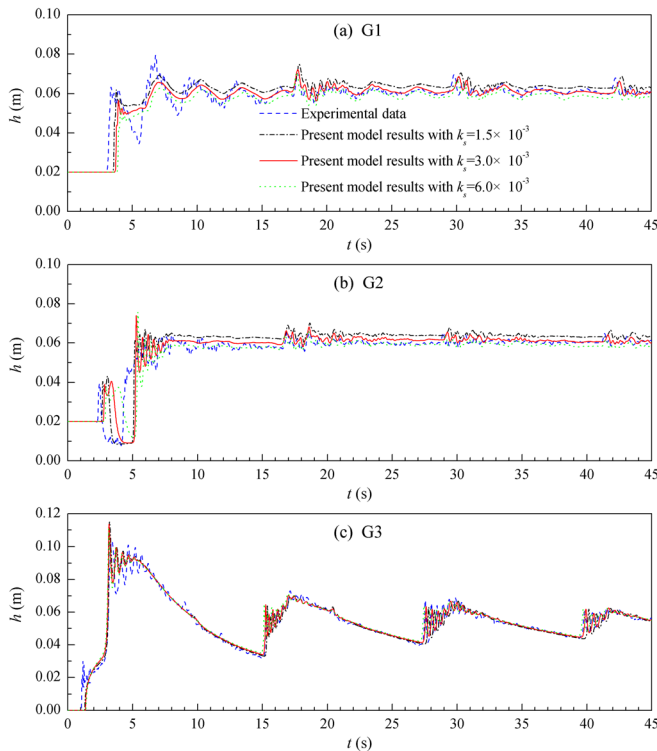 (a) G1
0.10
0.08
0.06
0.04
0.02
0.00
h (m)
Experimental data
Present model results with kₛ=1.5× 10⁻³
Present model results with kₛ=3.0× 10⁻³
Present model results with kₛ=6.0× 10⁻³
0 5 10 15 20 25 30 35 40 45
t (s)
(b) G2
0.10
0.08
0.06
0.04
0.02
0.00
h (m)
0 5 10 15 20 25 30 35 40 45
t (s)
(c) G3
0.12
0.10
0.08
0.06
0.04
0.02
0.00
h (m)
0 5 10 15 20 25 30 35 40 45
t (s)